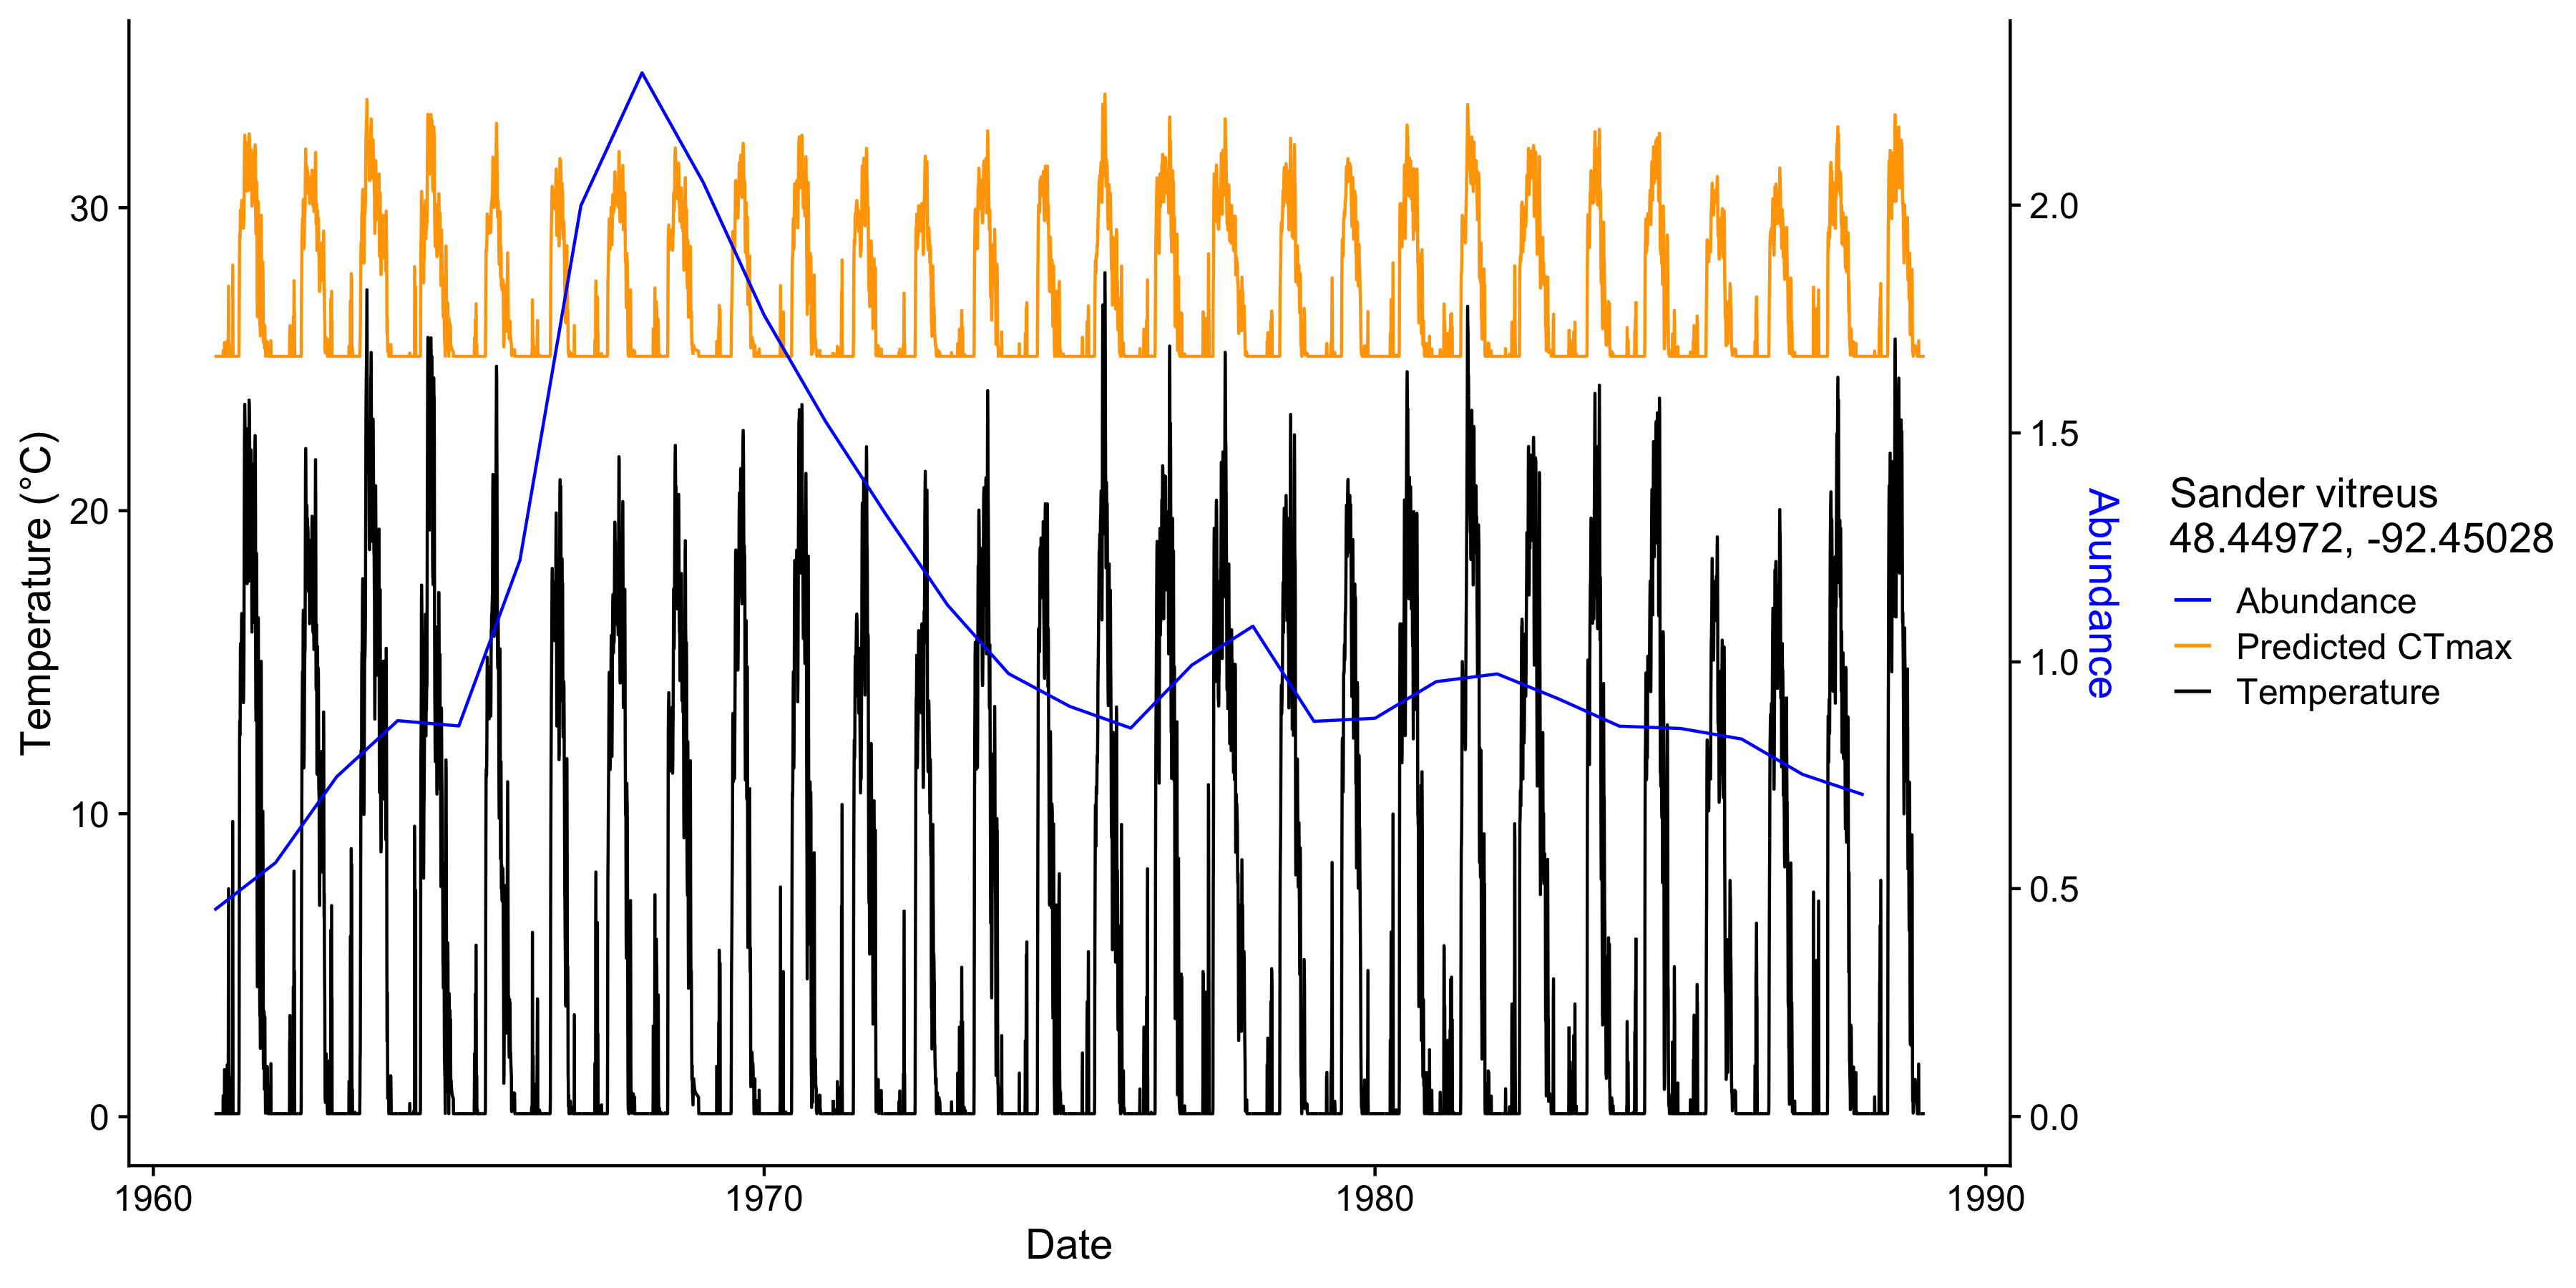 Temperature (°C)
30
20
10
0
1960
1970
1980
1990
Date
2.0
1.5
1.0
0.5
0.0
Abundance
Sander vitreus
48.44972, -92.45028
Abundance
Predicted CTmax
Temperature